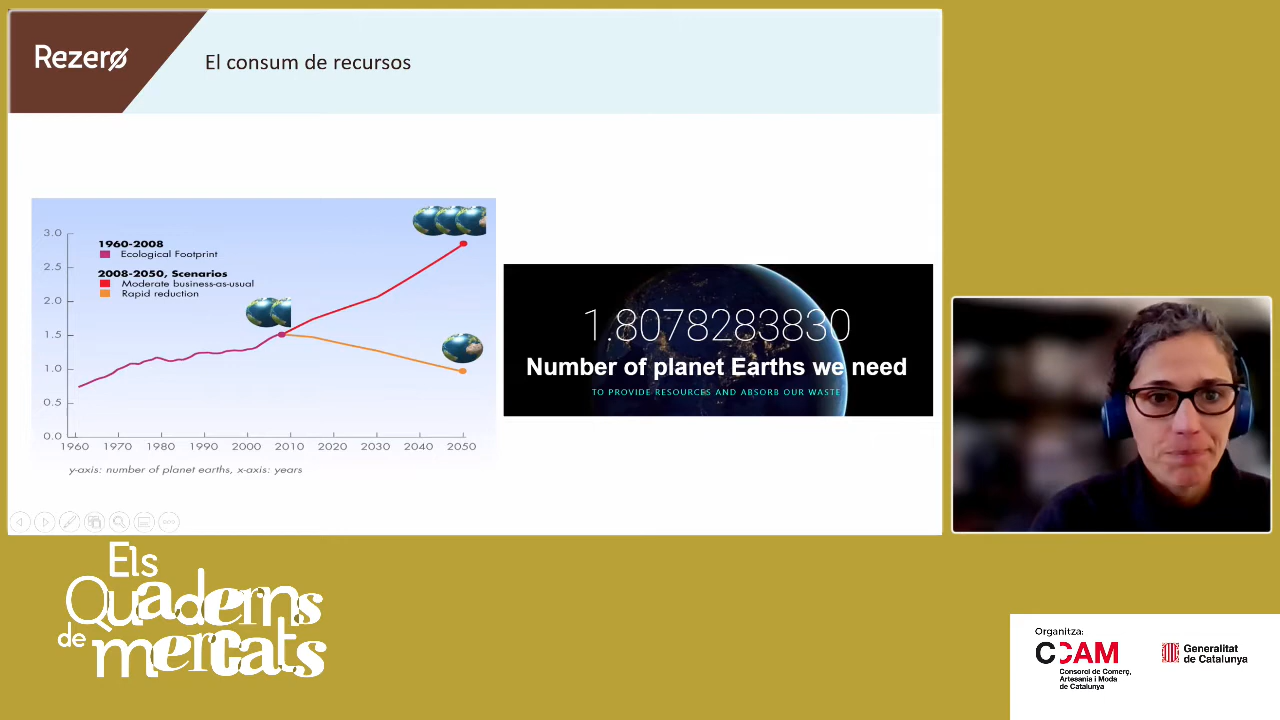 Rezero
El consum de recursos
3.0
2.5
2.0
1.5
1.0
0.5
0.0
1960-2008
Ecological Footprint
2008-2050, Scenarios
Moderate business-as-usual
Rapid reduction
1960 1970 1980 1990 2000 2010 2020 2030 2040 2050
y-axis: number of planet earths, x-axis: years
1.8078283830
Number of planet Earths we need
TO PROVIDE RESOURCES AND ABSORB OUR WASTE
Els
Quaderns
de mercats
Organitza:
CCAM
Consorci de Comerç,
Artesania i Moda
de Catalunya
Generalitat
de Catalunya